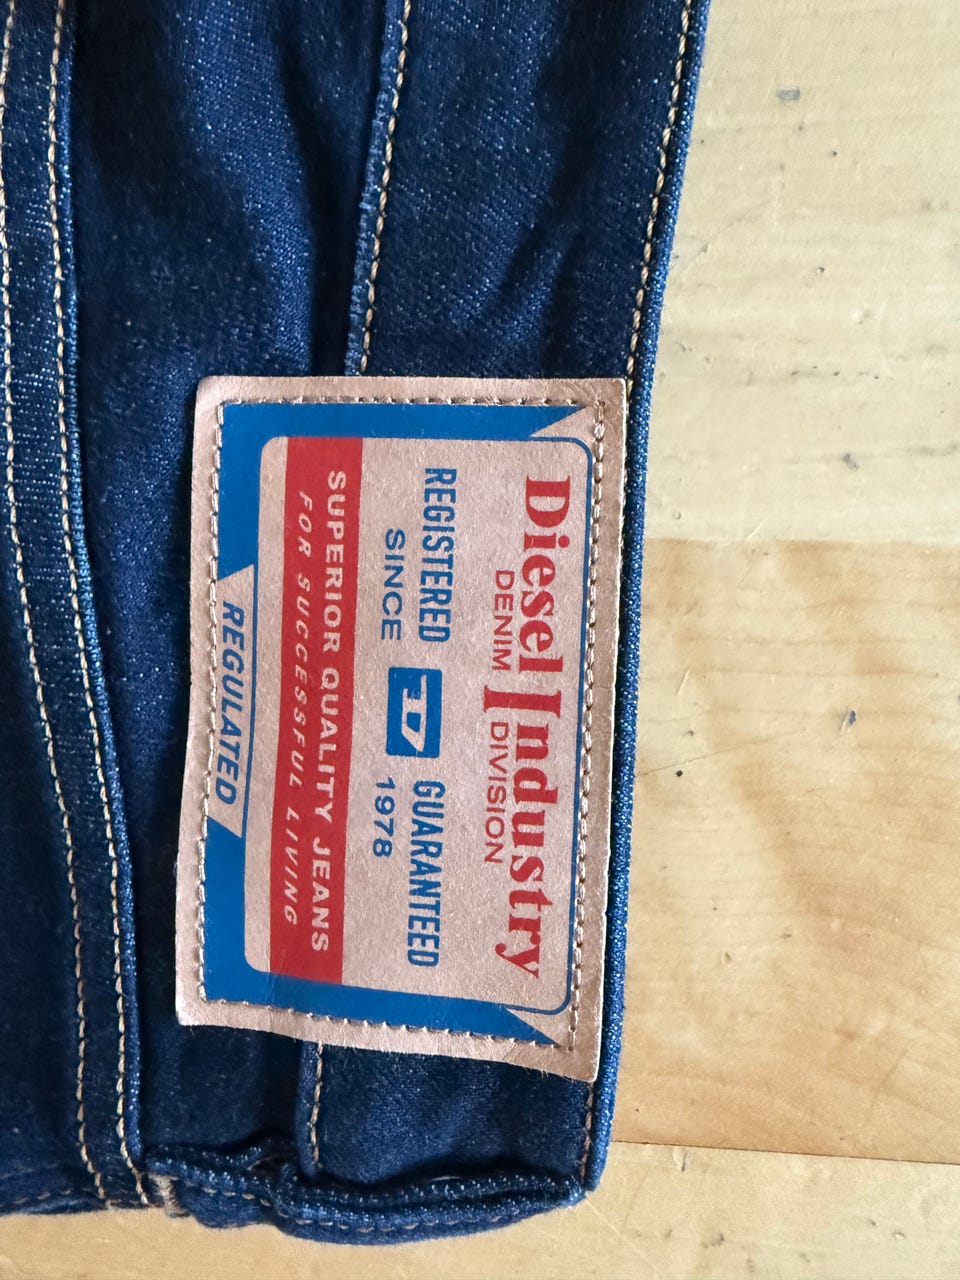 Diesel Industry
DENIM DIVISION
REGISTERED D GUARANTEED
SINCE 1978
SUPERIOR QUALITY JEANS
FOR SUCCESSFUL LIVING
REGULATED